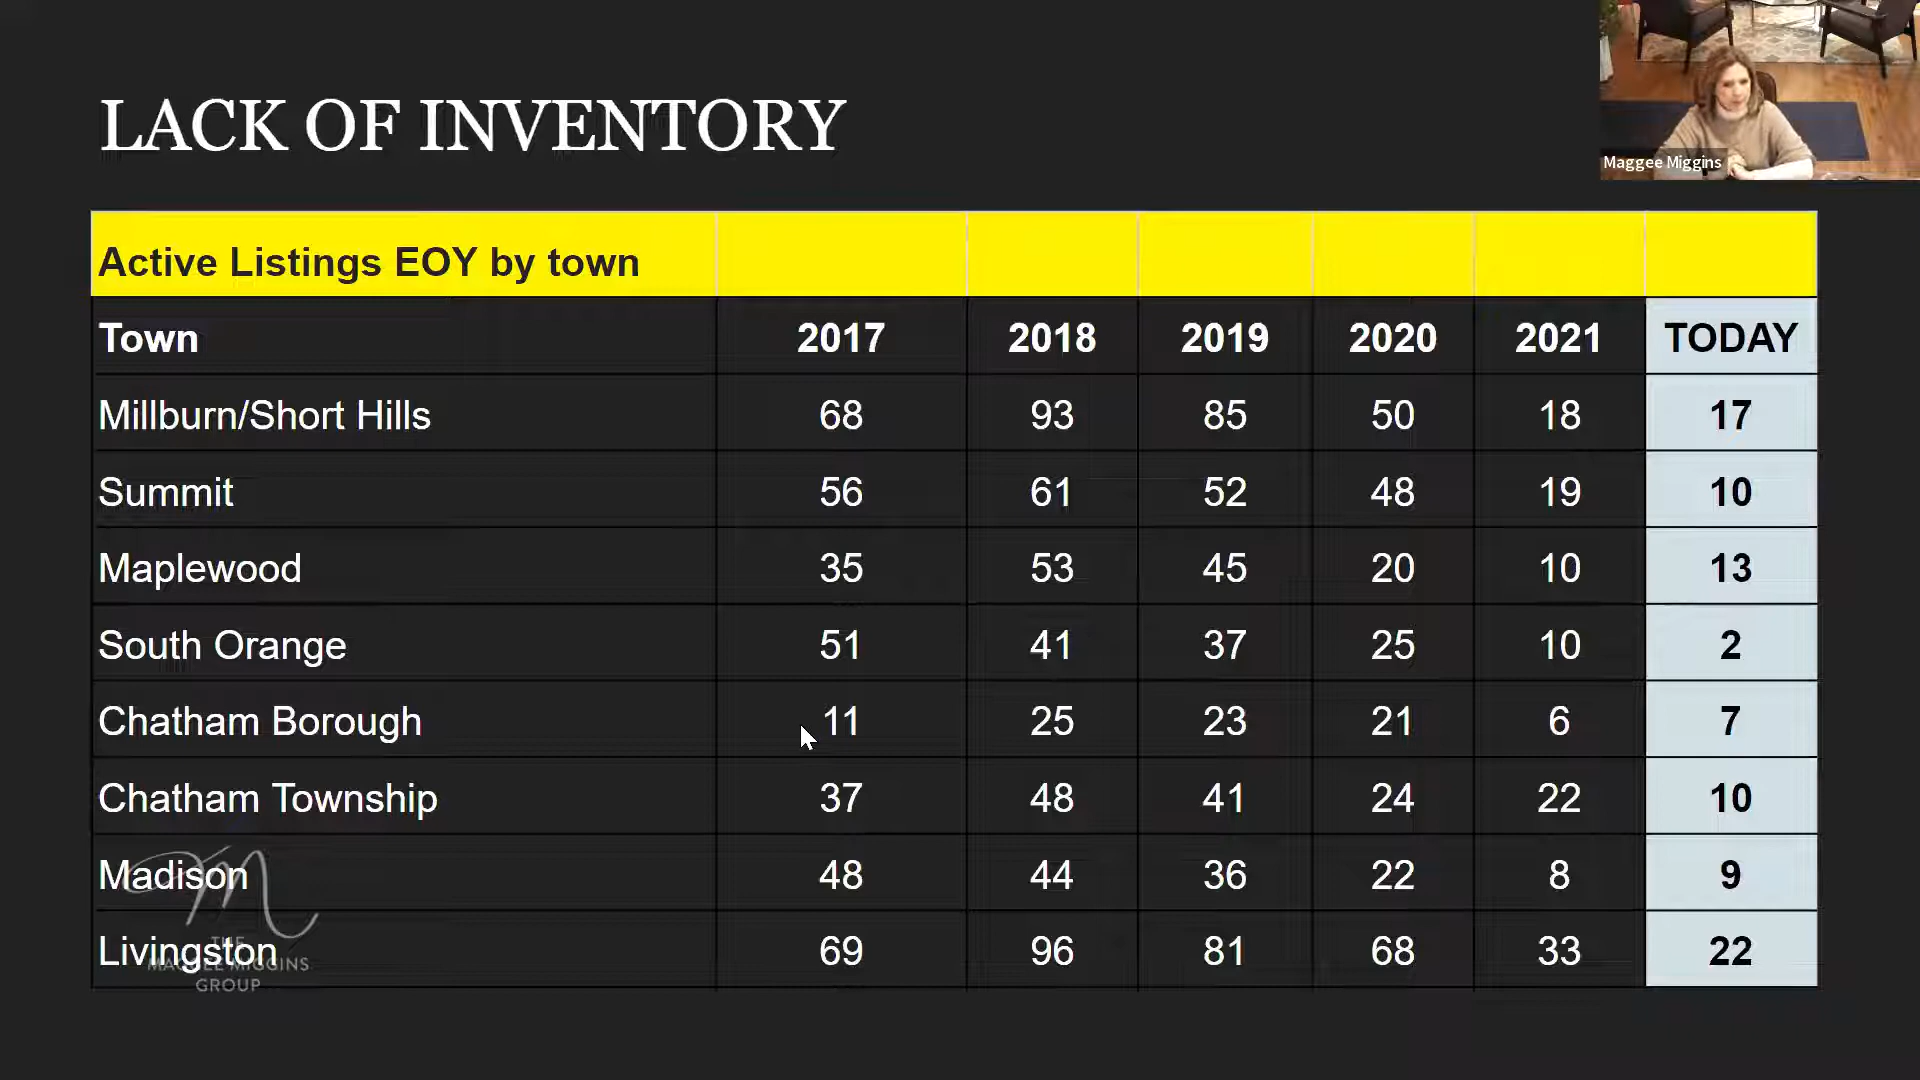 LACK OF INVENTORY
Maggee Miggins
Active Listings EOY by town
Town 2017 2018 2019 2020 2021 TODAY
Millburn/Short Hills 68 93 85 50 18 17
Summit 56 61 52 48 19 10
Maplewood 35 53 45 20 10 13
South Orange 51 41 37 25 10 2
Chatham Borough 11 25 23 21 6 7
Chatham Township 37 48 41 24 22 10
Madison 48 44 36 22 8 9
Livingston 69 96 81 68 33 22
THE
MAGGEE MIGGINS
GROUP